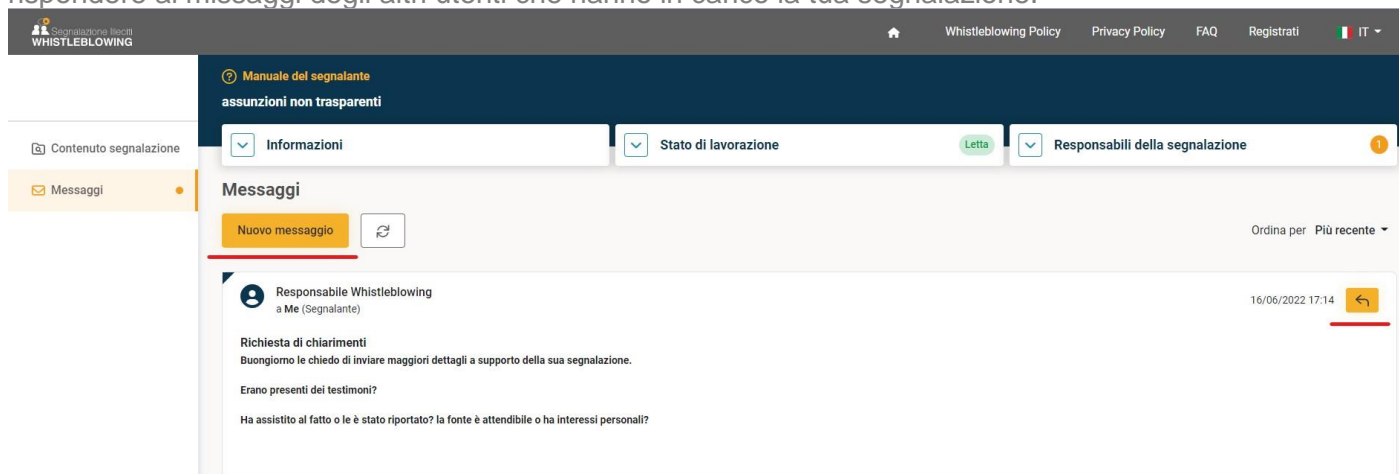 rispondere ai messaggi degli altri utenti che hanno in carico la tua segnalazione.
Segnalazione Illeciti
WHISTLEBLOWING
Whistleblowing Policy Privacy Policy FAQ Registrati IT
Manuale del segnalante
assunzioni non trasparenti
Contenuto segnalazione
Messaggi
Informazioni
Stato di lavorazione Letta
Responsabili della segnalazione 1
Messaggi
Nuovo messaggio
Ordina per Più recente
Responsabile Whistleblowing
a Me (Segnalante)
16/06/2022 17:14
Richiesta di chiarimenti
Buongiorno le chiedo di inviare maggiori dettagli a supporto della sua segnalazione.
Erano presenti dei testimoni?
Ha assistito al fatto o le è stato riportato? la fonte è attendibile o ha interessi personali?